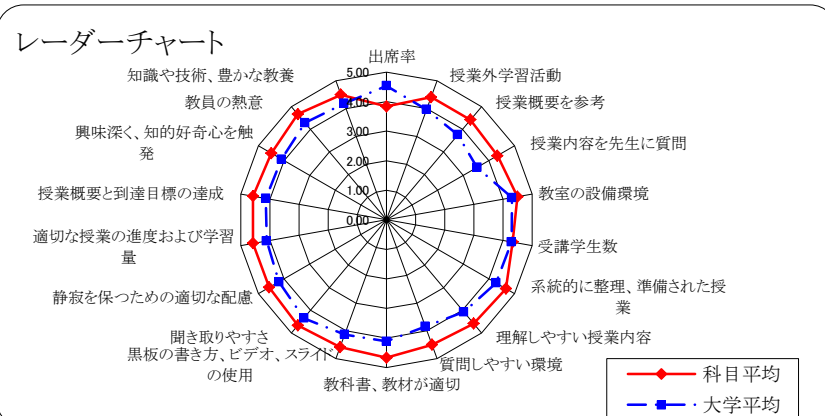 レーダーチャート
出席率
授業外学習活動
授業概要を参考
授業内容を先生に質問
教室の設備環境
受講学生数
系統的に整理、準備された授
業
理解しやすい授業内容
質問しやすい環境
教科書、教材が適切
黒板の書き方、ビデオ、スライド
の使用
聞き取りやすさ
静寂を保つための適切な配慮
適切な授業の進度および学習
量
授業概要と到達目標の達成
興味深く、知的好奇心を触
発
教員の熱意
知識や技術、豊かな教養
5.00
4.00
3.00
2.00
1.00
0.00
科目平均
大学平均